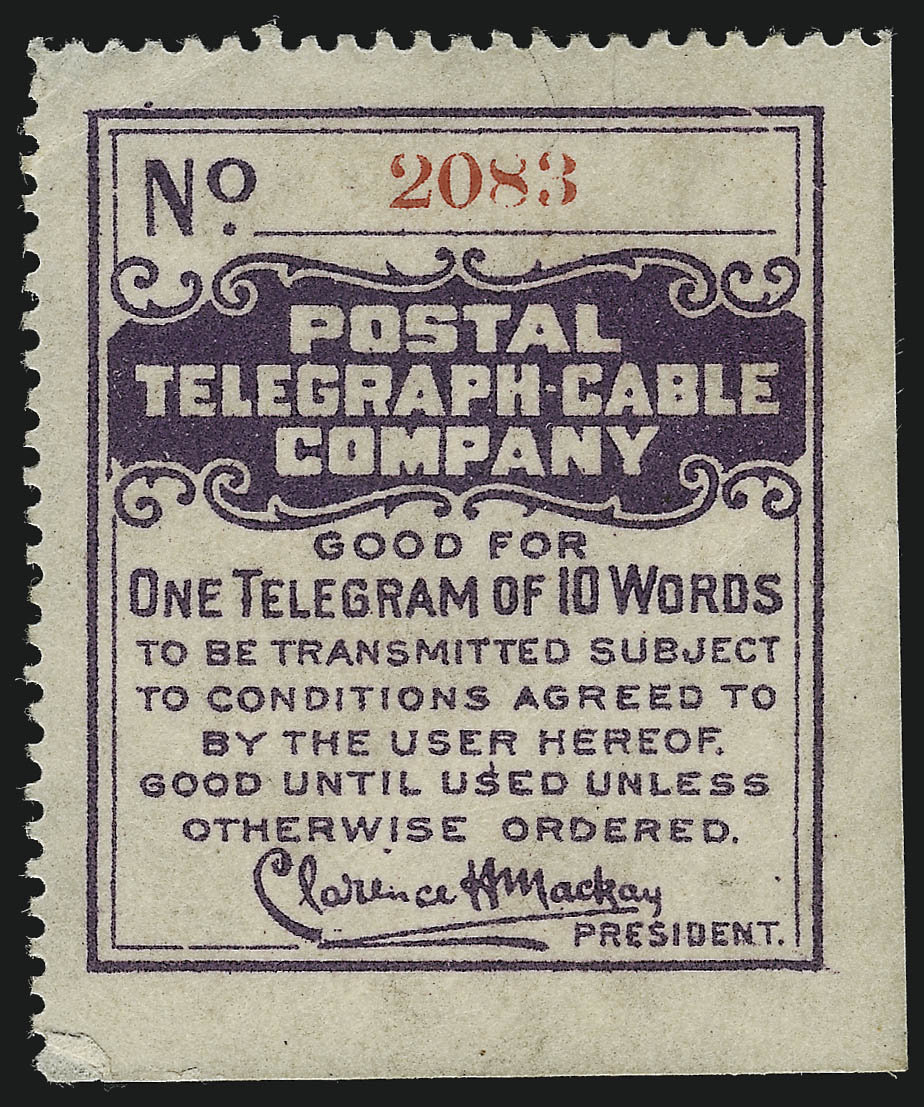 No. 2083
POSTAL
TELEGRAPH-CABLE
COMPANY
GOOD FOR
ONE TELEGRAM OF 10 WORDS
TO BE TRANSMITTED SUBJECT
TO CONDITIONS AGREED TO
BY THE USER HEREOF.
GOOD UNTIL USED UNLESS
OTHERWISE ORDERED.
Clarence H Mackay
PRESIDENT.